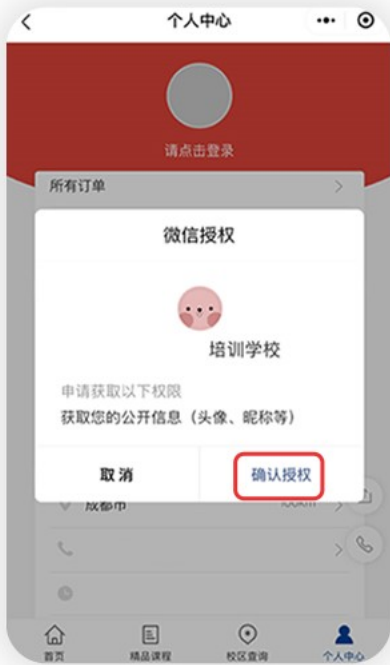 个人中心
请点击登录
所有订单
微信授权
培训学校
申请获取以下权限
获取您的公开信息（头像、昵称等）
取消
确认授权
成都市
100km
首页
精品课程
校区查询
个人中心